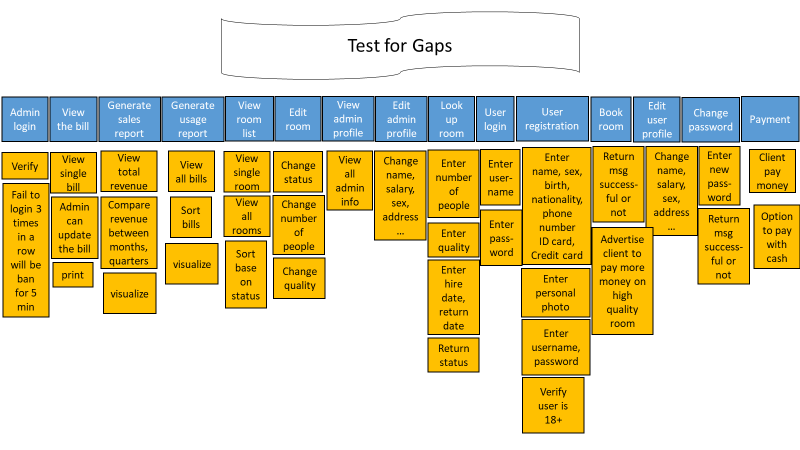 Test for Gaps
Admin
login
View
the bill
Generate
sales
report
Generate
usage
report
View
room
list
Edit
room
View
admin
profile
Edit
admin
profile
Look
up
room
User
login
User
registration
Book
room
Edit
user
profile
Change
password
Payment
Verify
Fail to
login 3
times
in a
row
will be
ban
for 5
min
View
single
bill
Admin
can
update
the bill
print
View
total
revenue
Compare
revenue
between
months,
quarters
visualize
View
all bills
Sort
bills
visualize
View
single
room
View
all
rooms
Sort
base
on
status
Change
status
Change
number
of
people
Change
quality
View
all
admin
info
Change
name,
salary,
sex,
address
...
Enter
number
of
people
Enter
quality
Enter
hire
date,
return
date
Return
status
Enter
user-
name
Enter
pass-
word
Enter
name, sex,
birth,
nationality,
phone
number
ID card,
Credit card
Enter
personal
photo
Enter
username,
password
Verify
user is
18+
Return
msg
success-
ful or
not
Advertise
client to
pay more
money on
high
quality
room
Change
name,
salary,
sex,
address
...
Enter
new
pass-
word
Return
msg
success-
ful or
not
Client
pay
money
Option
to pay
with
cash